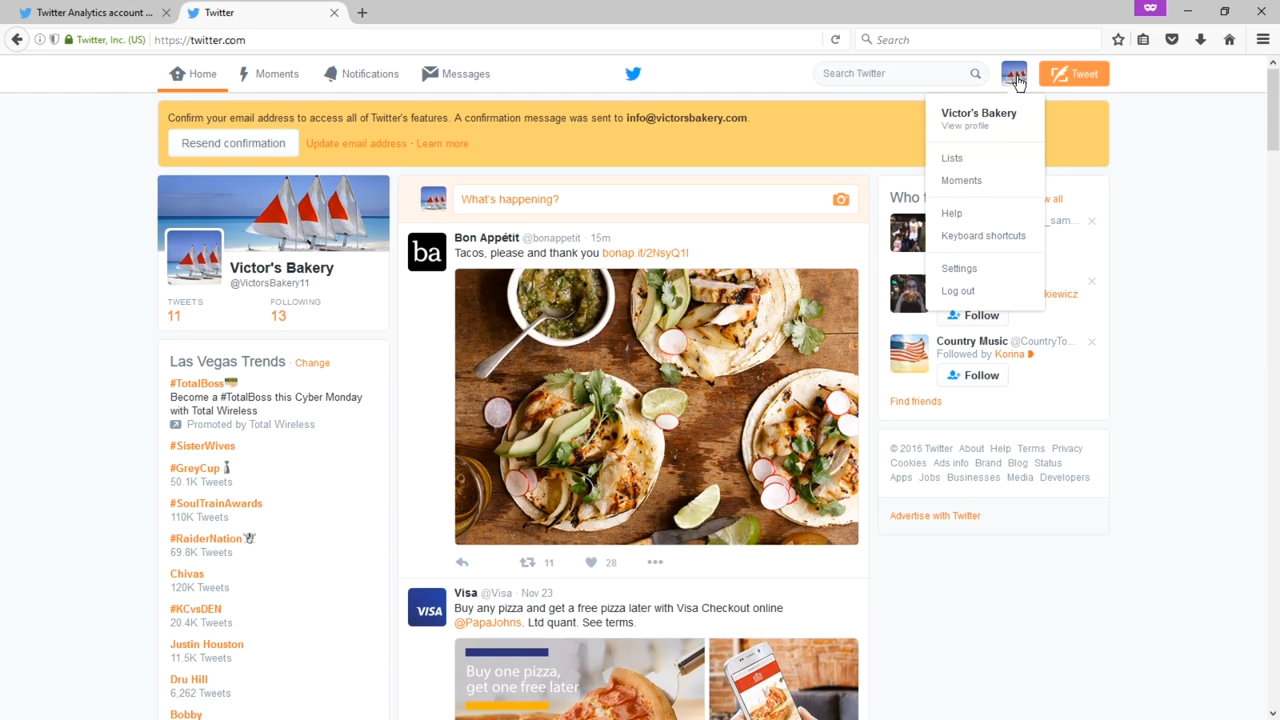 Twitter Analytics account ...
Twitter
Twitter, Inc. (US)
https://twitter.com
Search
Home
Moments
Notifications
Messages
Search Twitter
Tweet
Confirm your email address to access all of Twitter's features. A confirmation message was sent to info@victorsbakery.com.
Resend confirmation
Update email address · Learn more
Victor's Bakery
View profile
Lists
Moments
Help
Keyboard shortcuts
Settings
Log out
Victor's Bakery
@VictorsBakery11
TWEETS
FOLLOWING
11
13
Las Vegas Trends · Change
#TotalBoss
Become a #TotalBoss this Cyber Monday
with Total Wireless
Promoted by Total Wireless
#SisterWives
#GreyCup
50.1K Tweets
#SoulTrainAwards
110K Tweets
#RaiderNation
69.8K Tweets
Chivas
120K Tweets
#KCvsDEN
20.4K Tweets
Justin Houston
11.5K Tweets
Dru Hill
6,262 Tweets
Bobby
What's happening?
ba
Bon Appétit @bonappetit · 15m
Tacos, please and thank you bonap.it/2NsyQ1l
11
28
VISA
Visa @Visa · Nov 23
Buy any pizza and get a free pizza later with Visa Checkout online
@PapaJohns. Ltd quant. See terms.
Buy one pizza,
get one free later
Who
all
_sam...
kiewicz
Follow
Country Music @CountryTo...
Followed by Korina
Follow
Find friends
© 2016 Twitter About Help Terms Privacy
Cookies Ads info Brand Blog Status
Apps Jobs Businesses Media Developers
Advertise with Twitter